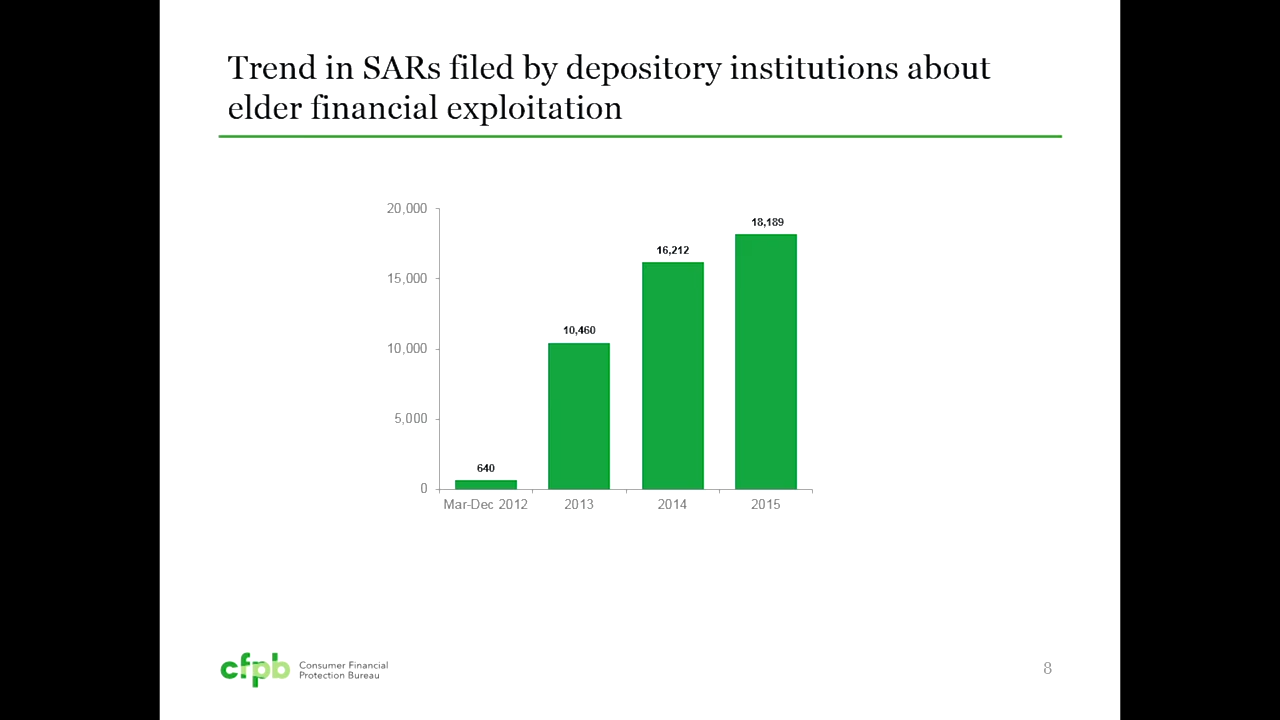 Trend in SARs filed by depository institutions about
elder financial exploitation
20,000
15,000
10,000
5,000
0
640
10,460
16,212
18,189
Mar-Dec 2012
2013
2014
2015
cfpb
Consumer Financial
Protection Bureau
8